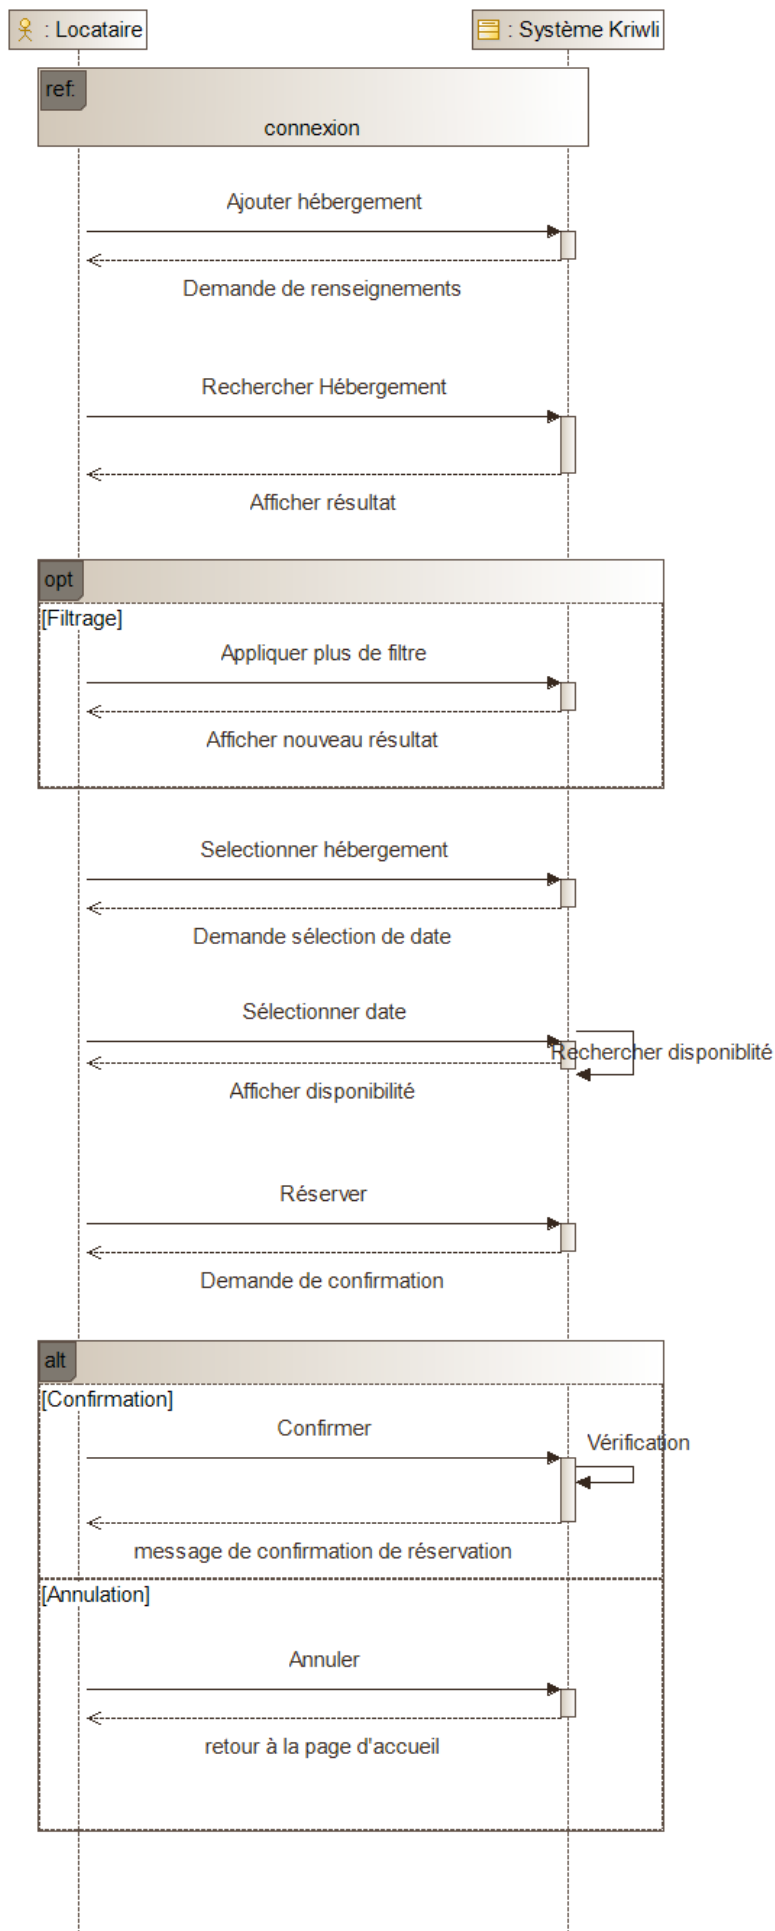 : Locataire
: Système Kriwli
ref:
connexion
Ajouter hébergement
Demande de renseignements
Rechercher Hébergement
Afficher résultat
opt
[Filtrage]
Appliquer plus de filtre
Afficher nouveau résultat
Selectionner hébergement
Demande sélection de date
Sélectionner date
Rechercher disponiblité
Afficher disponibilité
Réserver
Demande de confirmation
alt
[Confirmation]
Confirmer
Vérification
message de confirmation de réservation
[Annulation]
Annuler
retour à la page d'accueil